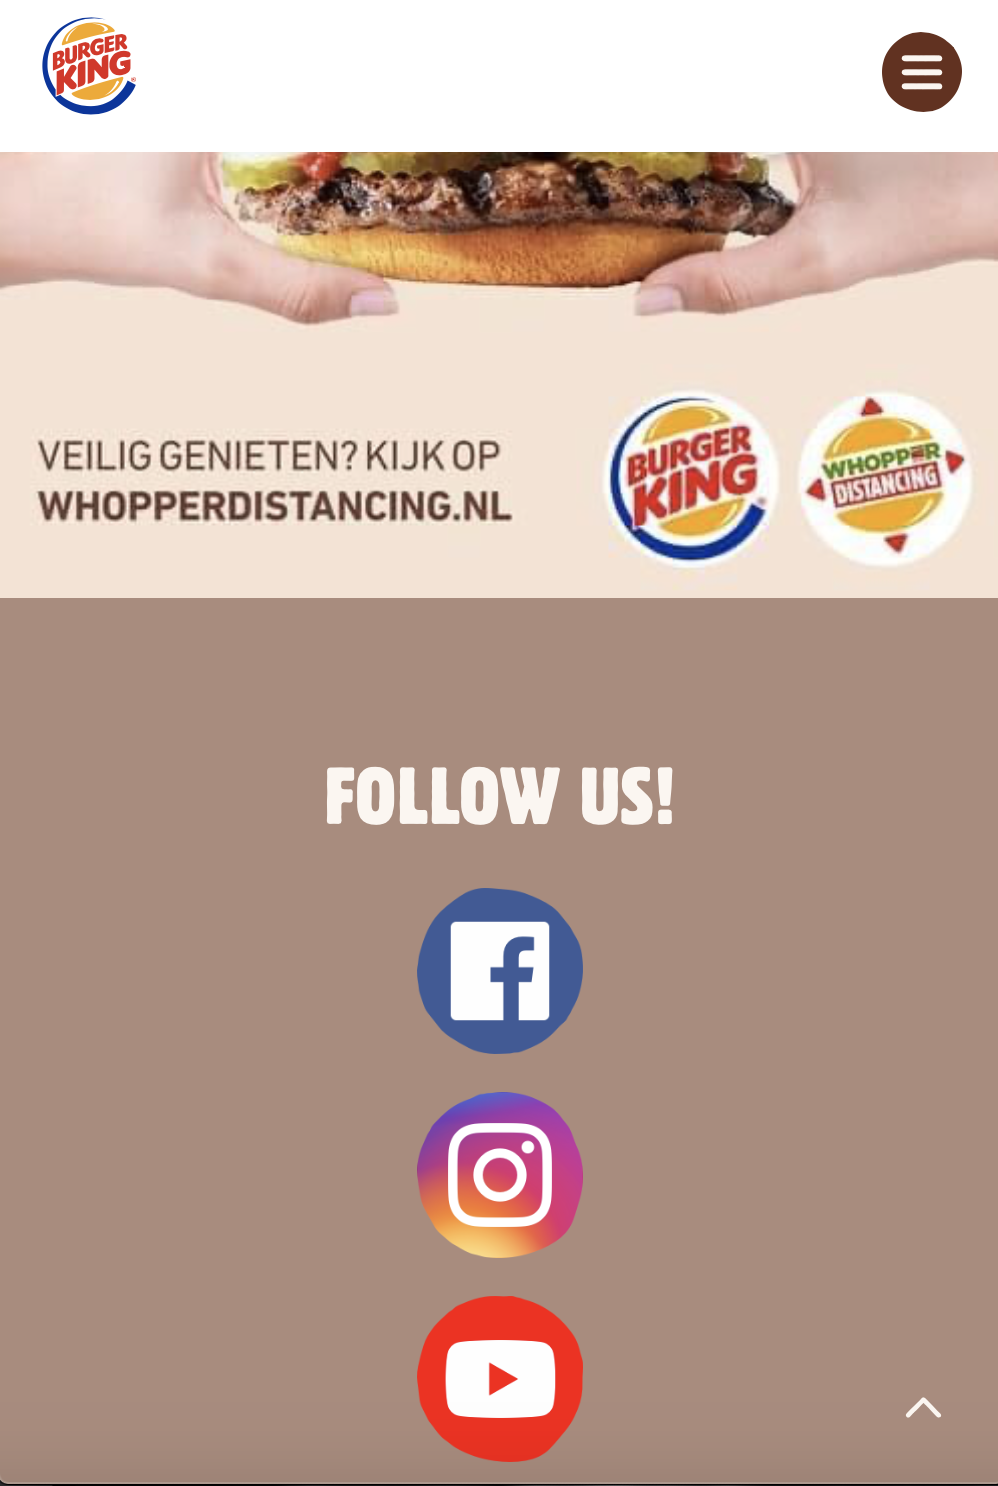 BURGER
KING
VEILIG GENIETEN? KIJK OP
WHOPPERDISTANCING.NL
BURGER
KING
WHOPPER
DISTANCING
FOLLOW US!